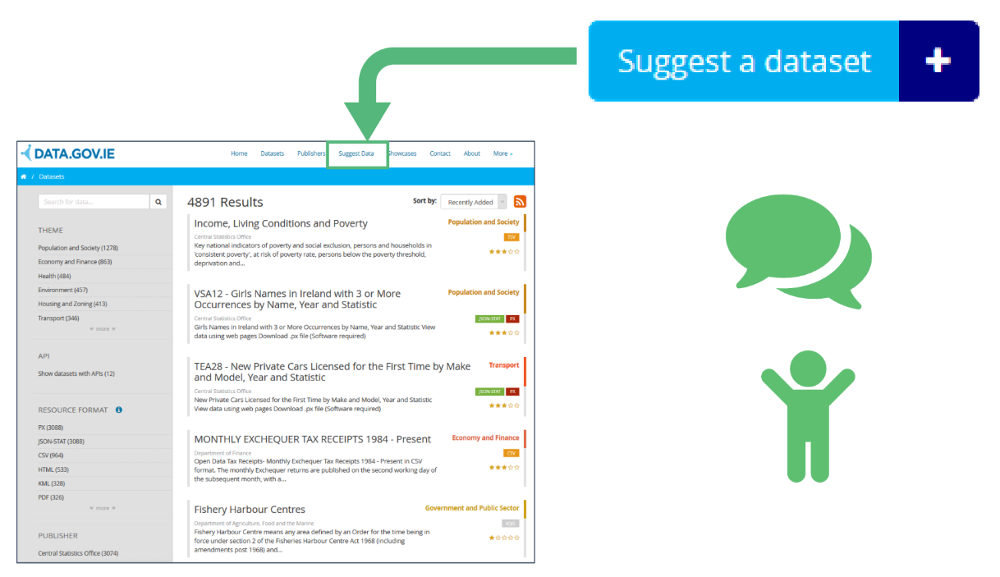 Suggest a dataset +
DATA.GOV.IE
Home Datasets Publishers Suggest Data Showcases Contact About More
/ Datasets
Search for data...
THEME
Population and Society (1278)
Economy and Finance (863)
Health (484)
Environment (457)
Housing and Zoning (413)
Transport (346)
more
API
Show datasets with APIs (12)
RESOURCE FORMAT
PX (3088)
JSON-STAT (3088)
CSV (964)
HTML (533)
KML (328)
PDF (326)
more
PUBLISHER
Central Statistics Office (3074)
4891 Results
Sort by: Recently Added
Income, Living Conditions and Poverty
Population and Society
Central Statistics Office
TSV
Key national indicators of poverty and social exclusion, persons and households in
'consistent poverty', at risk of poverty rate, persons below the poverty threshold,
deprivation and...
VSA12 - Girls Names in Ireland with 3 or More
Occurrences by Name, Year and Statistic
Population and Society
Central Statistics Office
JSON-STAT PX
Girls Names in Ireland with 3 or More Occurrences by Name, Year and Statistic View
data using web pages Download .px file (Software required)
TEA28 - New Private Cars Licensed for the First Time by Make
and Model, Year and Statistic
Transport
Central Statistics Office
JSON-STAT PX
New Private Cars Licensed for the First Time by Make and Model, Year and Statistic
View data using web pages Download .px file (Software required)
MONTHLY EXCHEQUER TAX RECEIPTS 1984 - Present
Economy and Finance
Department of Finance
CSV
Open Data Tax Receipts- Monthly Exchequer Tax Receipts 1984 - Present in CSV
format. The monthly Exchequer returns are published on the second working day of
the subsequent month, with a...
Fishery Harbour Centres
Government and Public Sector
Department of Agriculture, Food and the Marine
Fishery Harbour Centre means any area defined by an Order for the time being in
force under section 2 of the Fisheries Harbour Centre Act 1968 (including
amendments post 1968) and...